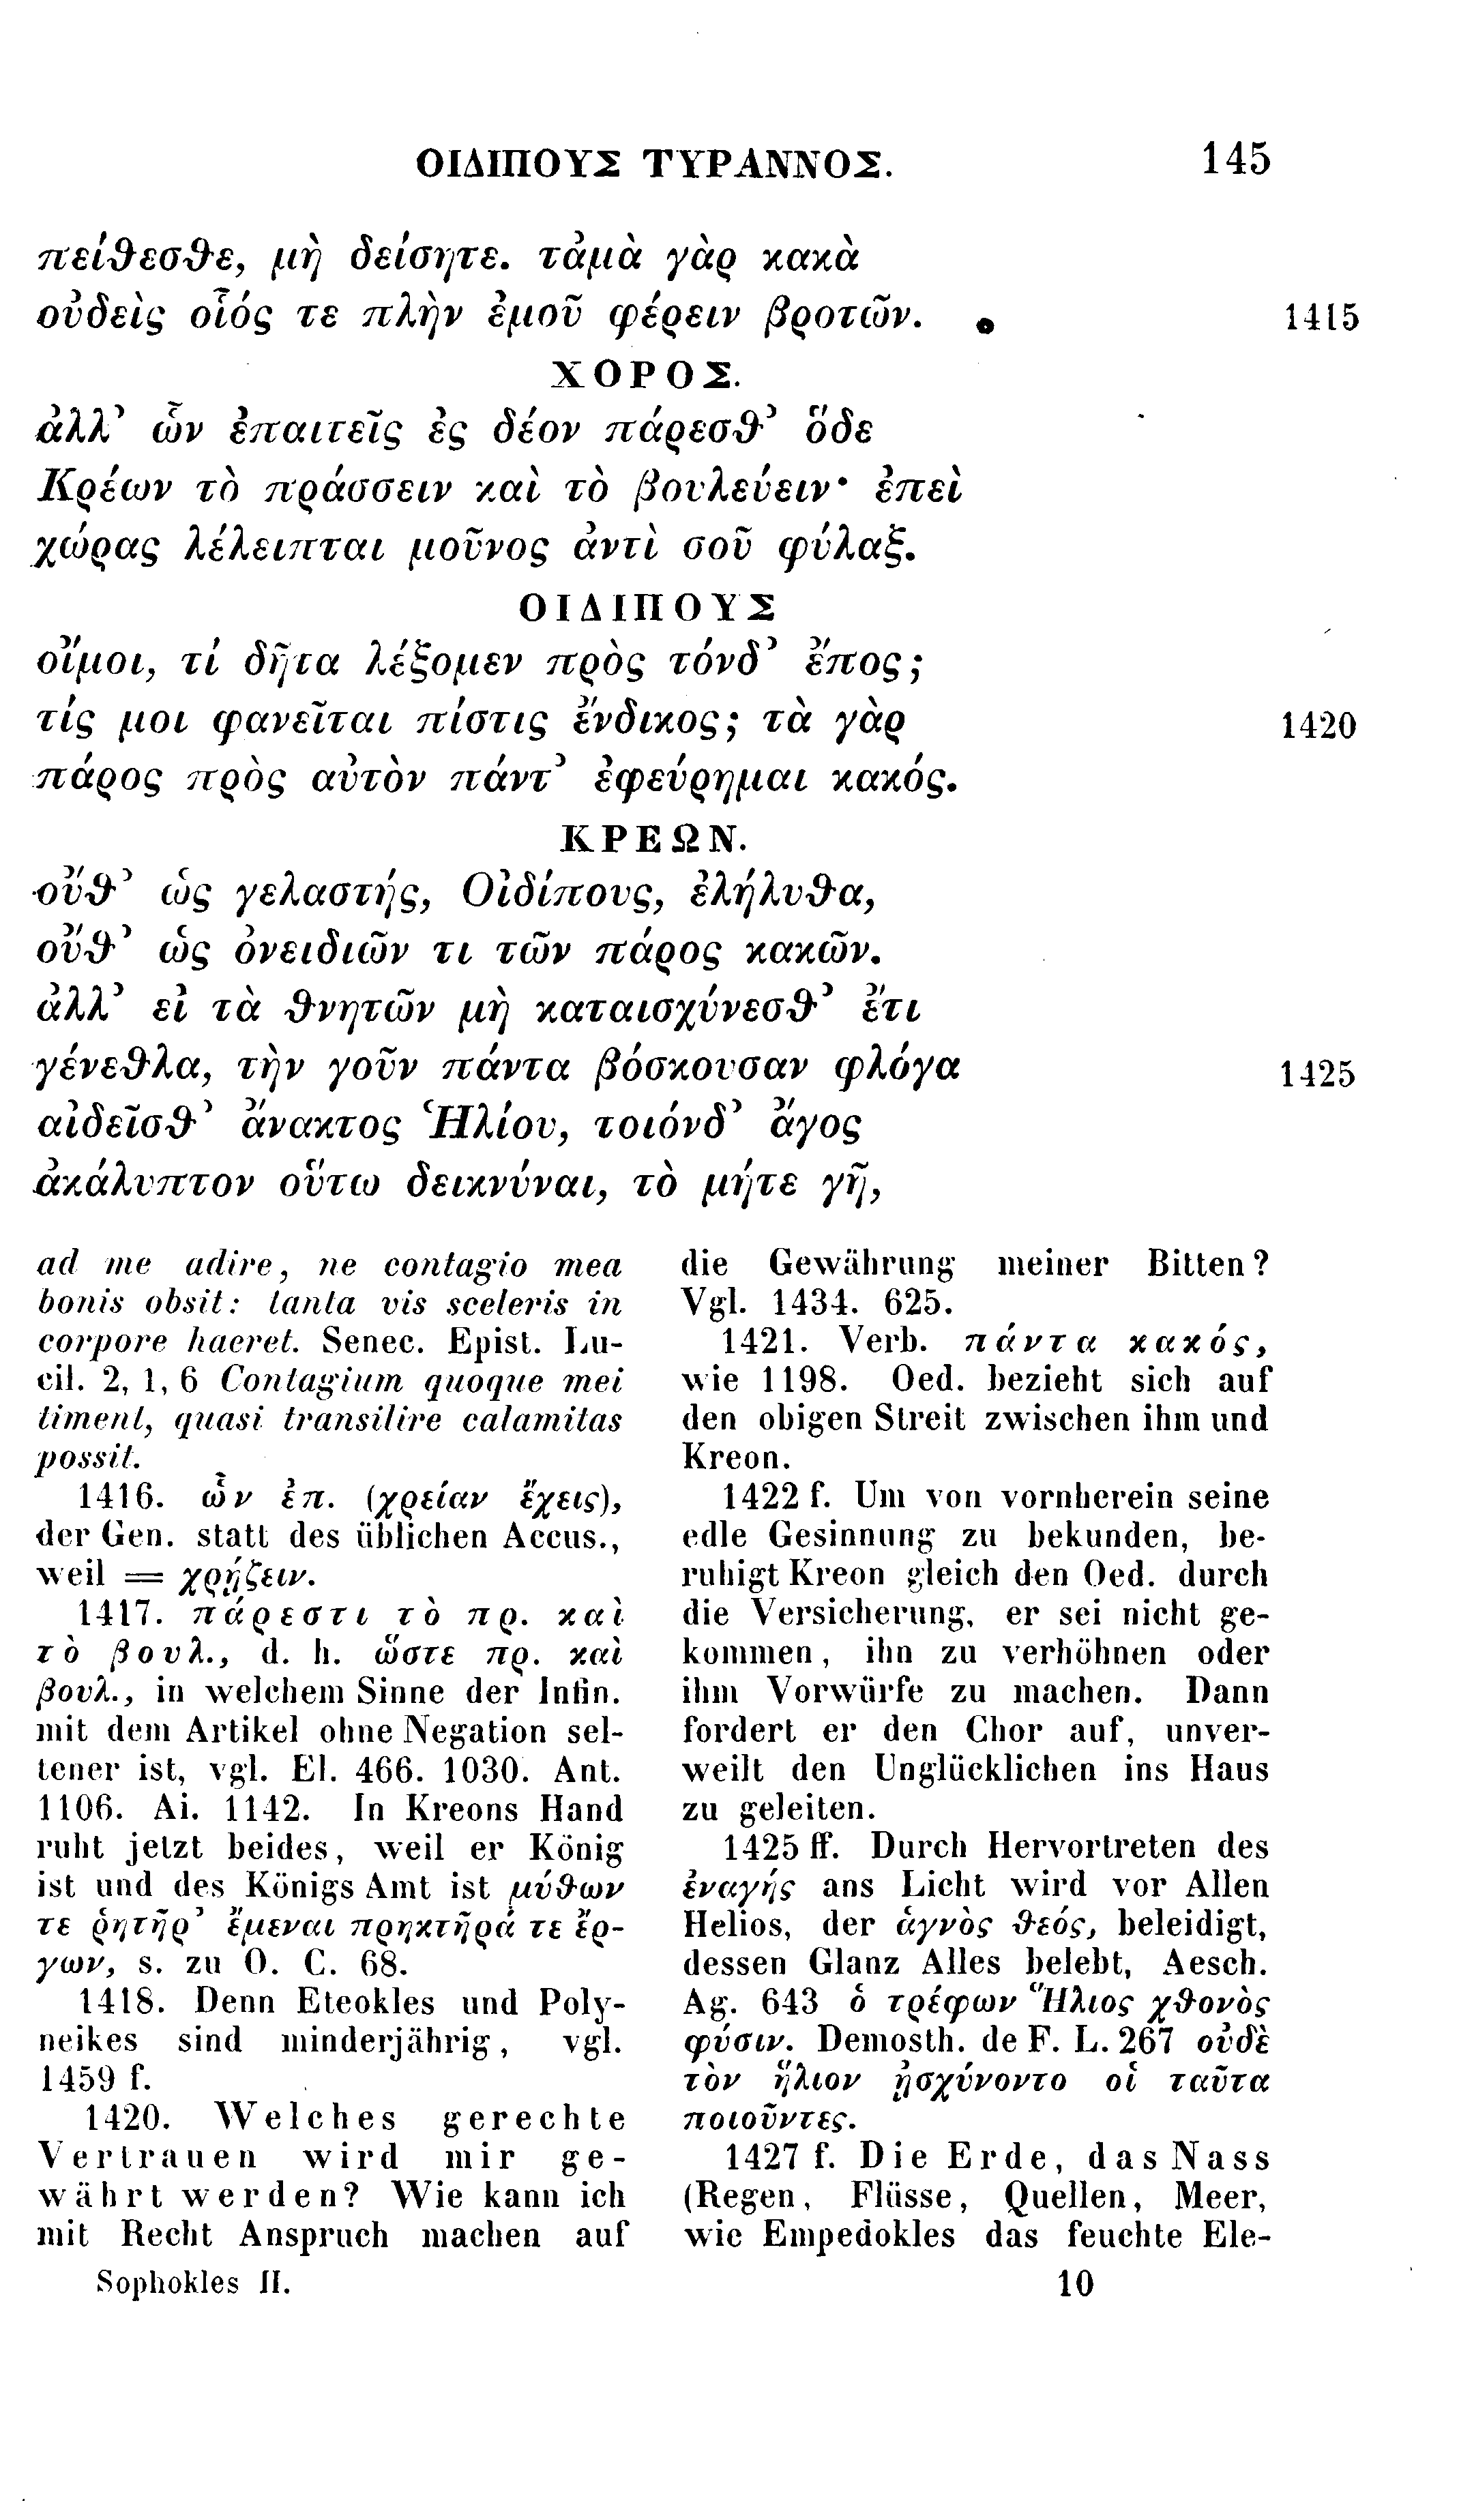 ΟΙΔΙΠΟΥΣ ΤΥΡΑΝΝΟΣ. 145
πείθεσθε, μὴ δείσητε. τἀμὰ γὰρ κακὰ
οὐδεὶς οἷός τε πλὴν ἐμοῦ φέρειν βροτῶν. 1415
ΧΟΡΟΣ.
ἀλλ᾽ ὧν ἐπαιτεῖς ἐς δέον πάρεσθ᾽ ὅδε
Κρέων τὸ πράσσειν καὶ τὸ βουλεύειν· ἐπεὶ
χώρας λέλειπται μοῦνος ἀντὶ σοῦ φύλαξ.
ΟΙΔΙΠΟΥΣ
οἴμοι, τί δῆτα λέξομεν πρὸς τόνδ᾽ ἔπος;
τίς μοι φανεῖται πίστις ἔνδικος; τὰ γὰρ 1420
πάρος πρὸς αὐτὸν πάντ᾽ ἐφεύρημαι κακός.
ΚΡΕΩΝ.
οὔθ᾽ ὡς γελαστής, Οἰδίπους, ἐλήλυθα,
οὔθ᾽ ὡς ὀνειδιῶν τι τῶν πάρος κακῶν.
ἀλλ᾽ εἰ τὰ θνητῶν μὴ καταισχύνεσθ᾽ ἔτι
γένεθλα, τὴν γοῦν πάντα βόσκουσαν φλόγα 1425
αἰδεῖσθ᾽ ἄνακτος Ἡλίου, τοιόνδ᾽ ἄγος
ἀκάλυπτον οὕτω δεικνύναι, τὸ μήτε γῆ,
ad me adire, ne contagio mea
bonis obsit: tanta vis sceleris in
corpore haeret. Senec. Epist. Lu-
cil. 2, 1, 6 Contagium quoque mei
timent, quasi transilire calamitas
possit.
1416. ὧν ἐπ. (χρείαν ἔχεις),
der Gen. statt des üblichen Accus.,
weil = χρῄζειν.
1417. πάρεστι τὸ πρ. καὶ
τὸ βουλ., d. h. ὥστε πρ. καὶ
βουλ., in welchem Sinne der Infin.
mit dem Artikel ohne Negation sel-
tener ist, vgl. El. 466. 1030. Ant.
1106. Ai. 1142. In Kreons Hand
ruht jetzt beides, weil er König
ist und des Königs Amt ist μύθων
τε ῥητῆρ᾽ ἔμεναι πρηκτῆρά τε ἔρ-
γων, s. zu O. C. 68.
1418. Denn Eteokles und Poly-
neikes sind minderjährig, vgl.
1459 f.
1420. Welches gerechte
Vertrauen wird mir ge-
währt werden? Wie kann ich
mit Recht Anspruch machen auf
die Gewährung meiner Bitten?
Vgl. 1434. 625.
1421. Verb. πάντα κακός,
wie 1198. Oed. bezieht sich auf
den obigen Streit zwischen ihm und
Kreon.
1422 f. Um von vornherein seine
edle Gesinnung zu bekunden, be-
ruhigt Kreon gleich den Oed. durch
die Versicherung, er sei nicht ge-
kommen, ihn zu verhöhnen oder
ihm Vorwürfe zu machen. Dann
fordert er den Chor auf, unver-
weilt den Unglücklichen ins Haus
zu geleiten.
1425 ff. Durch Hervortreten des
ἐναγής ans Licht wird vor Allen
Helios, der ἁγνὸς θεός, beleidigt,
dessen Glanz Alles belebt, Aesch.
Ag. 643 ὁ τρέφων Ἥλιος χθονὸς
φύσιν. Demosth. de F. L. 267 οὐδὲ
τὸν ἥλιον ᾐσχύνοντο οἱ ταῦτα
ποιοῦντες.
1427 f. Die Erde, das Nass
(Regen, Flüsse, Quellen, Meer,
wie Empedokles das feuchte Ele-
Sophokles II. 10